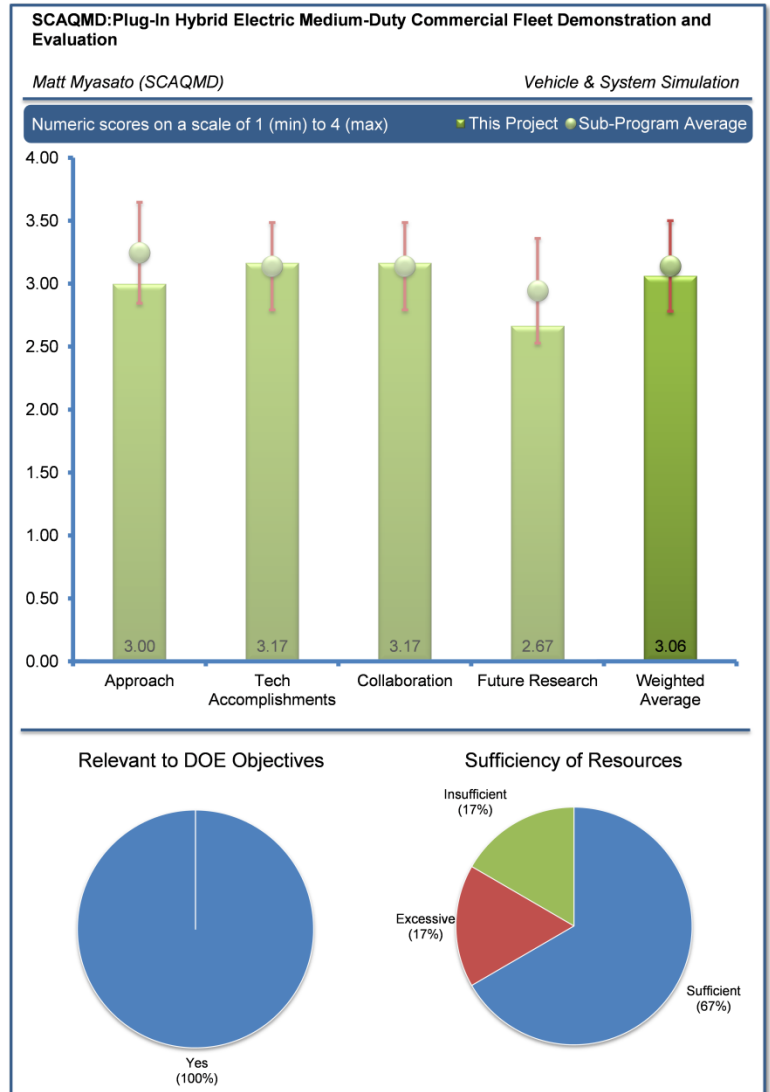 SCAQMD:Plug-In Hybrid Electric Medium-Duty Commercial Fleet Demonstration and
Evaluation
Matt Myasato (SCAQMD) Vehicle & System Simulation
Numeric scores on a scale of 1 (min) to 4 (max) This Project Sub-Program Average
4.00
3.50
3.00
2.50
2.00
1.50
1.00
0.50
0.00
3.00 3.17 3.17 2.67 3.06
Approach Tech Accomplishments Collaboration Future Research Weighted Average
Relevant to DOE Objectives
Yes
(100%)
Sufficiency of Resources
Insufficient
(17%)
Excessive
(17%)
Sufficient
(67%)